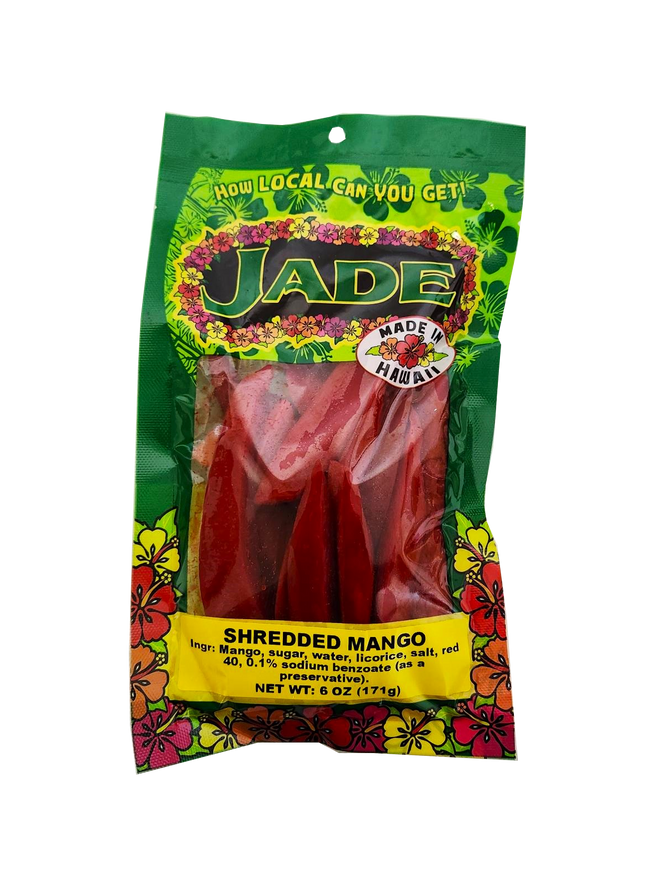 How LOCAL CAN YOU GET!
JADE
MADE IN
HAWAII
SHREDDED MANGO
Ingr: Mango, sugar, water, licorice, salt, red
40, 0.1% sodium benzoate (as a
preservative).
NET WT: 6 OZ (171g)